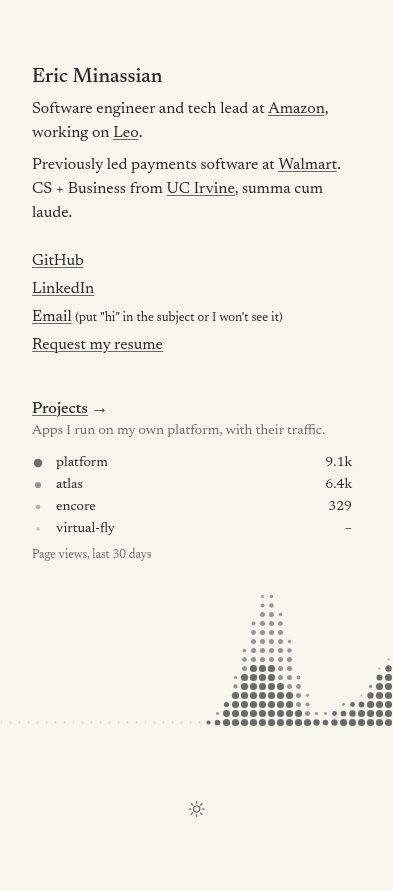 Eric Minassian
Software engineer and tech lead at Amazon,
working on Leo.
Previously led payments software at Walmart.
CS + Business from UC Irvine, summa cum
laude.
GitHub
LinkedIn
Email (put "hi" in the subject or I won't see it)
Request my resume
Projects →
Apps I run on my own platform, with their traffic.
platform 9.1k
atlas 6.4k
encore 329
virtual-fly –
Page views, last 30 days